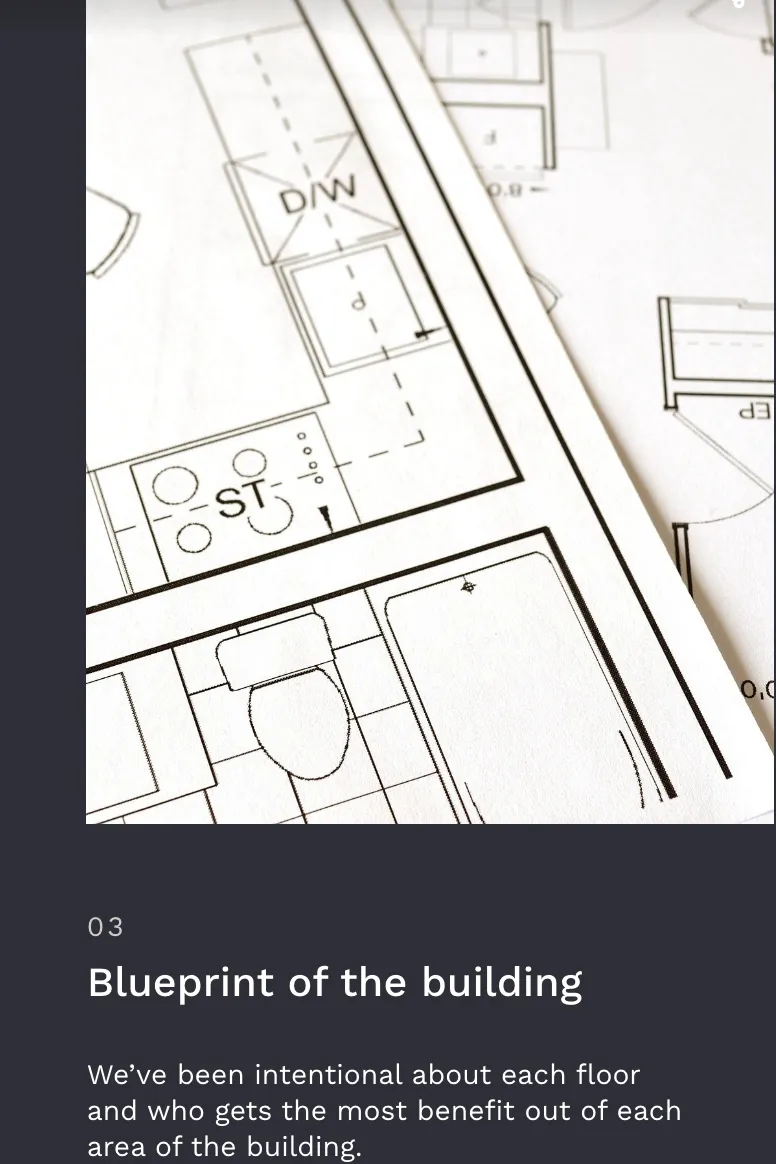 D/W
8'0
EP
ST
0,0
03
Blueprint of the building
We’ve been intentional about each floor
and who gets the most benefit out of each
area of the building.